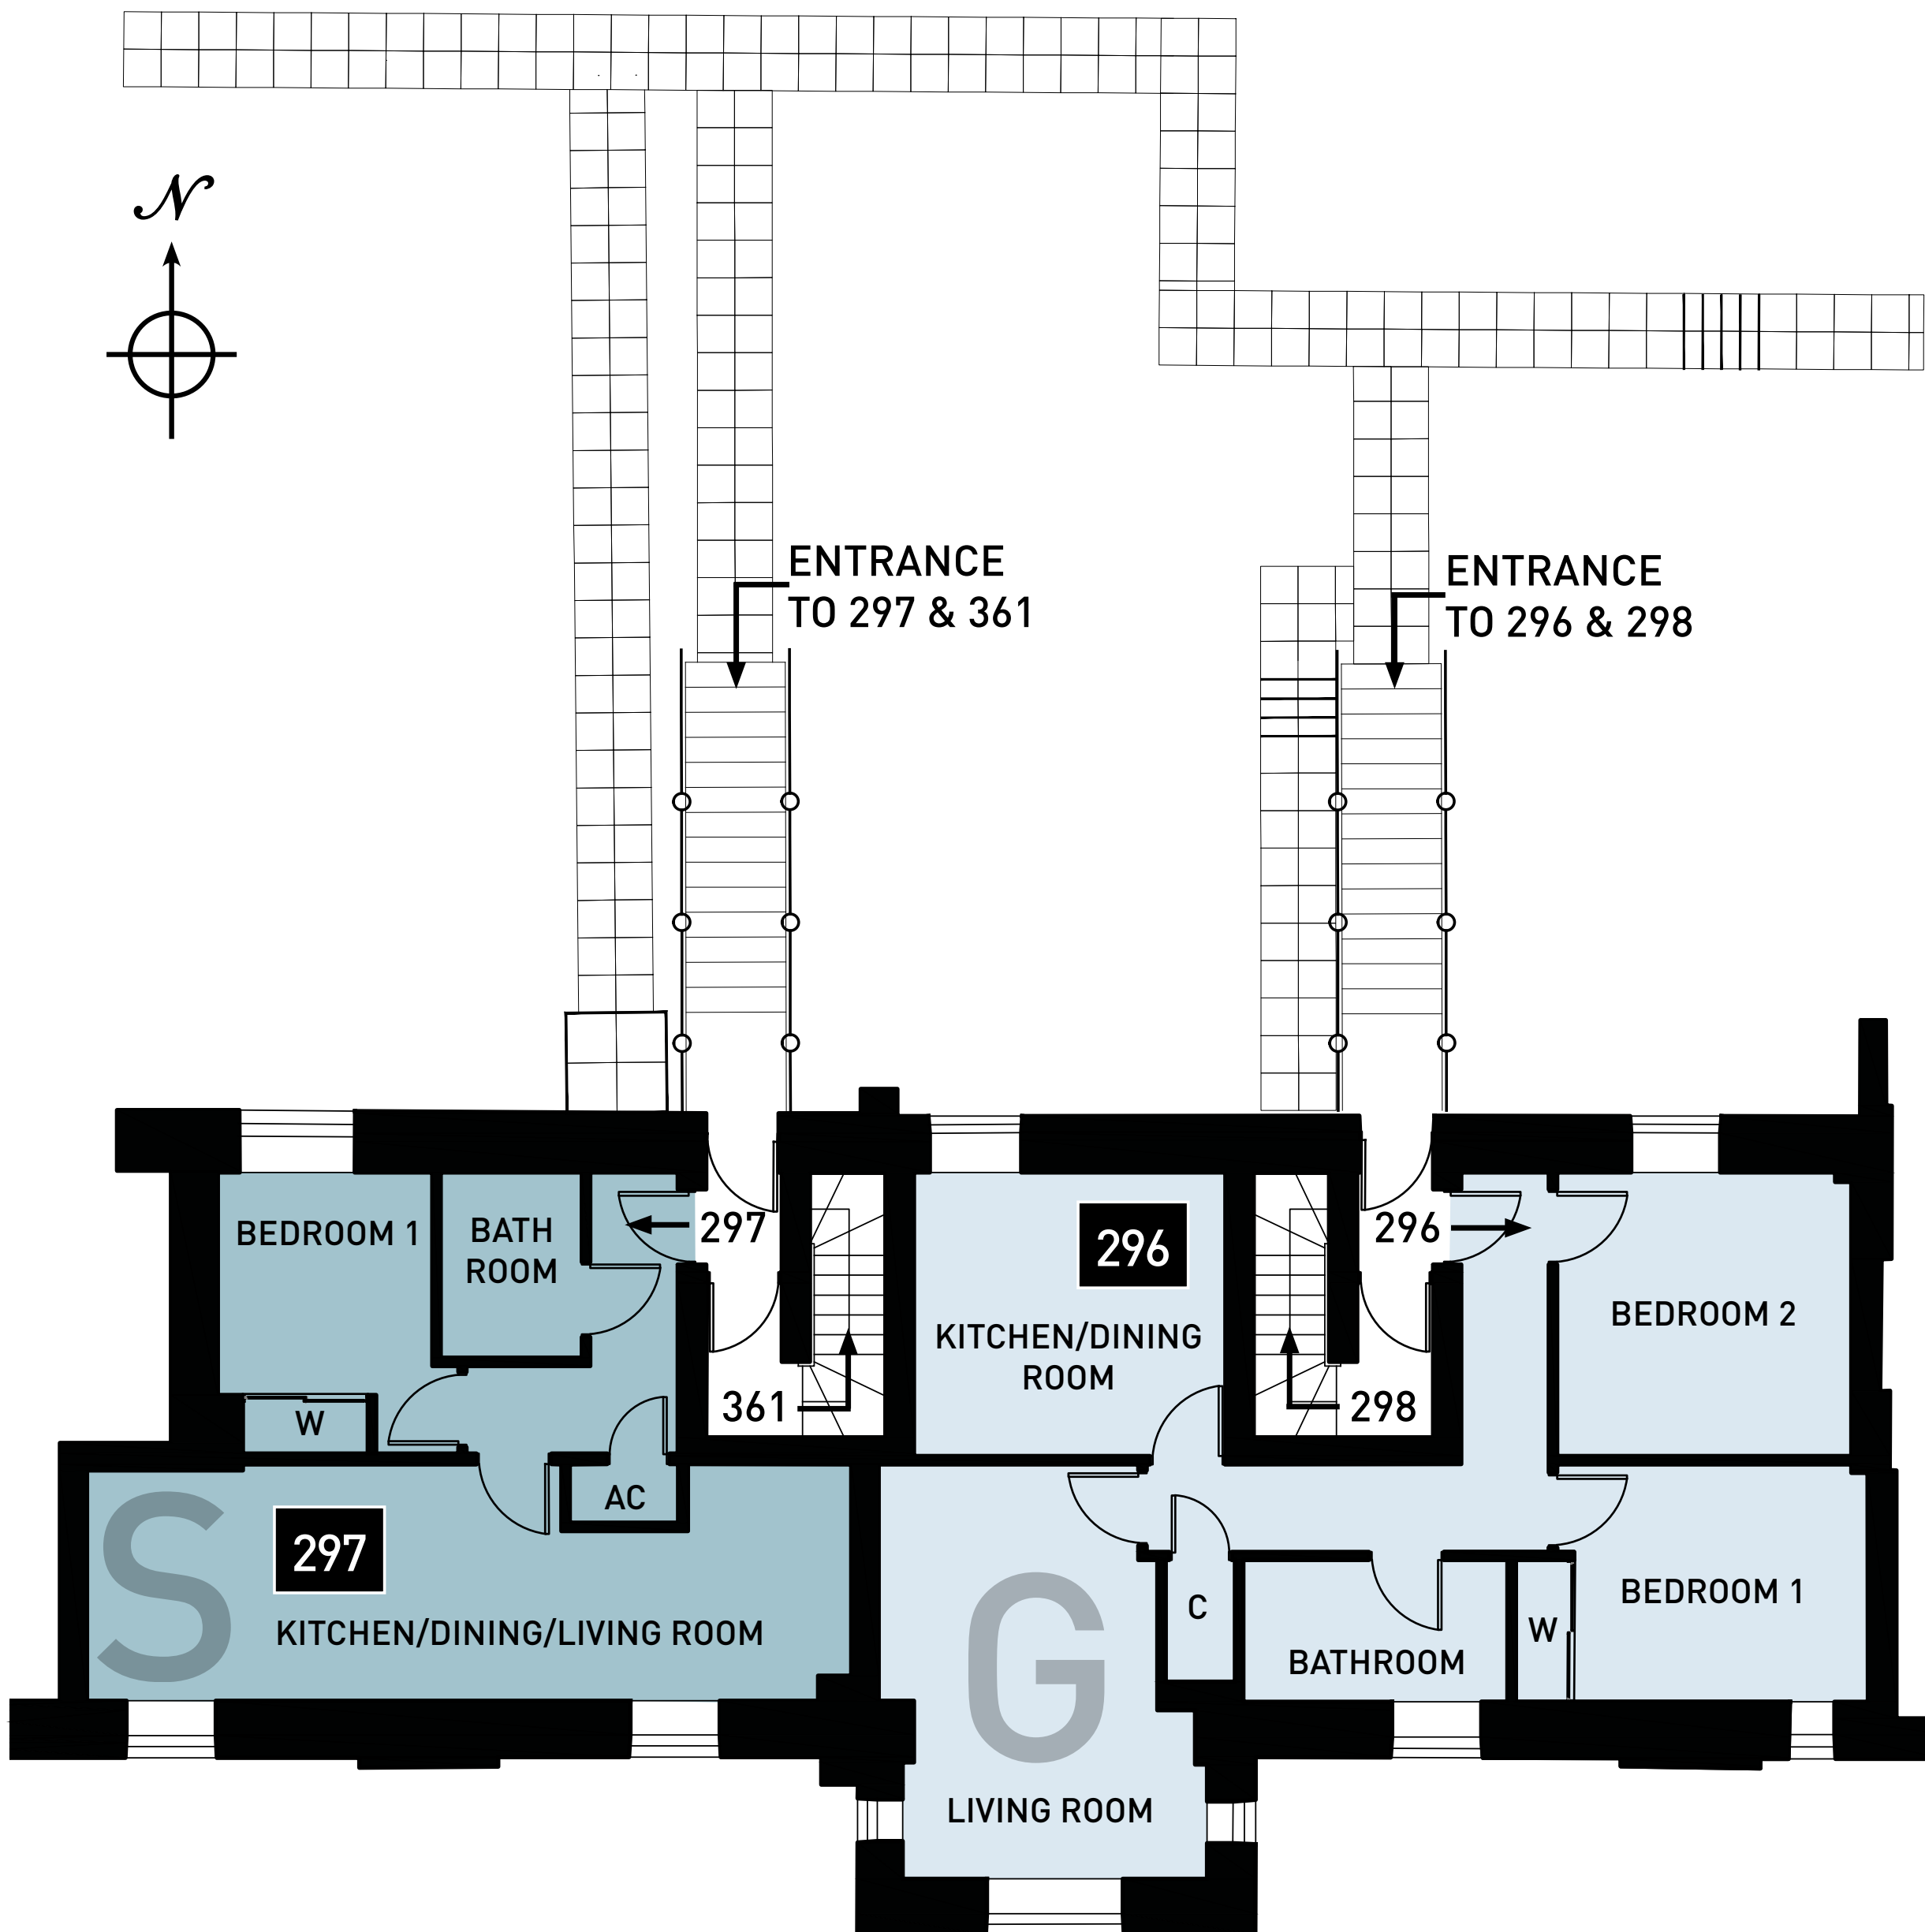 N
ENTRANCE
TO 297 & 361
ENTRANCE
TO 296 & 298
BEDROOM 1
BATH
ROOM
297
361
W
AC
S
297
KITCHEN/DINING/LIVING ROOM
296
KITCHEN/DINING
ROOM
296
298
BEDROOM 2
BEDROOM 1
C
BATHROOM
W
G
LIVING ROOM